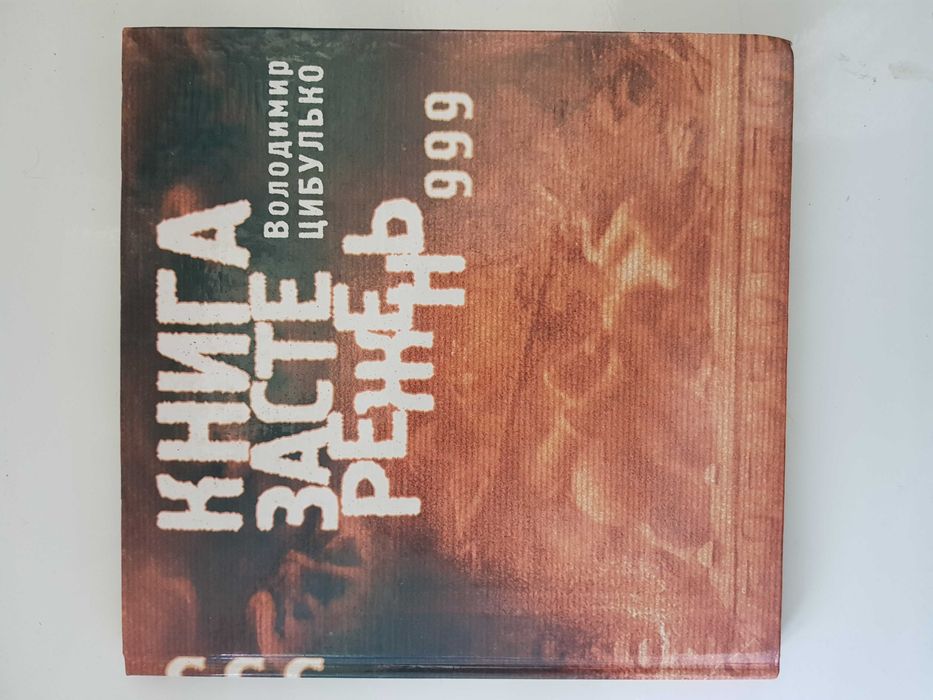 КНИГА
ЗАСТЕ
РЕЖЕНЬ
999
Володимир
ЦИБУЛЬКО